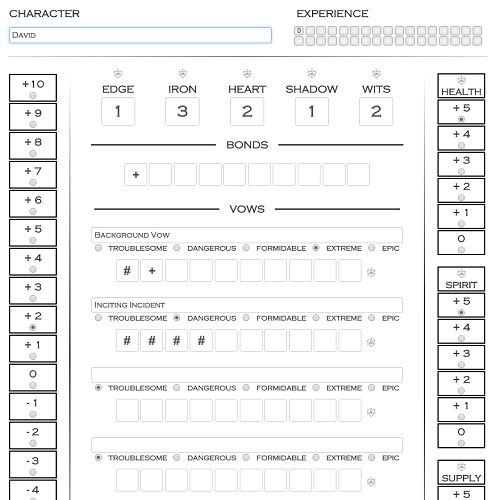 CHARACTER
EXPERIENCE
David
0
+10
+9
+8
+7
+6
+5
+4
+3
+2
+1
0
-1
-2
-3
-4
EDGE IRON HEART SHADOW WITS
1 3 2 1 2
BONDS
+
VOWS
Background Vow
TROUBLESOME DANGEROUS FORMIDABLE EXTREME EPIC
# +
Inciting Incident
TROUBLESOME DANGEROUS FORMIDABLE EXTREME EPIC
# # # #
TROUBLESOME DANGEROUS FORMIDABLE EXTREME EPIC
TROUBLESOME DANGEROUS FORMIDABLE EXTREME EPIC
HEALTH
+5
+4
+3
+2
+1
0
SPIRIT
+5
+4
+3
+2
+1
0
SUPPLY
+5